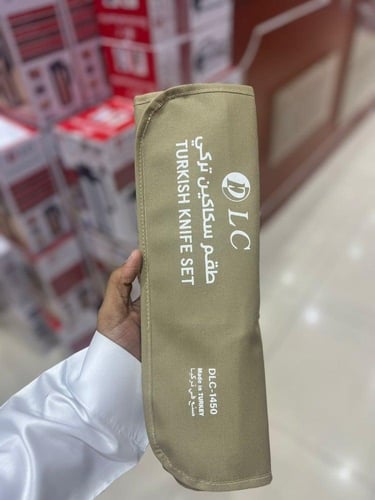 DLC
طقم سكاكين تركي
TURKISH KNIFE SET
DLC-1450
Made in TURKEY
صنع في تركيا